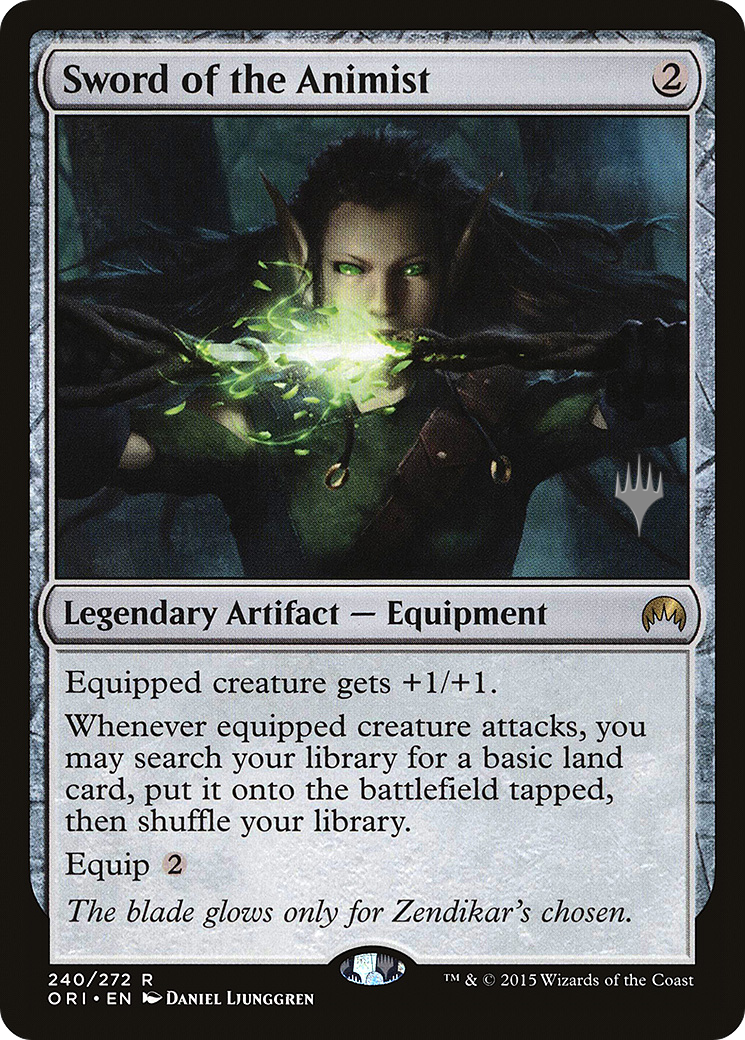 Sword of the Animist 2
Legendary Artifact — Equipment
Equipped creature gets +1/+1.
Whenever equipped creature attacks, you
may search your library for a basic land
card, put it onto the battlefield tapped,
then shuffle your library.
Equip 2
The blade glows only for Zendikar's chosen.
240/272 R
™ & © 2015 Wizards of the Coast
ORI • EN Daniel Ljunggren